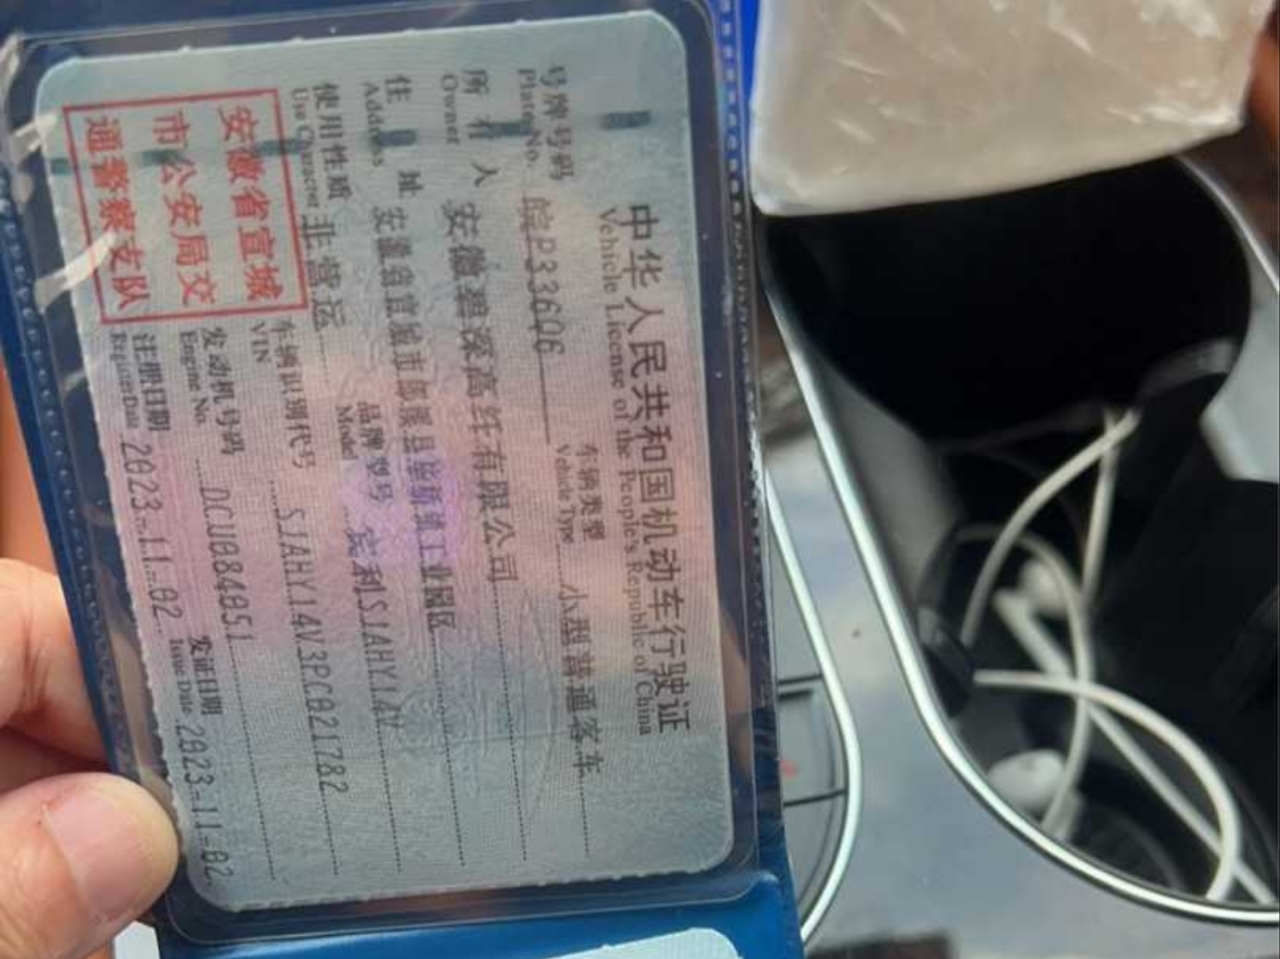 中华人民共和国机动车行驶证
Vehicle License of the People's Republic of China
号牌号码 皖P336Q6 车辆类型 小型普通客车
Plate No. Vehicle Type
所有人 安徽碧深高纤有限公司
Owner
住址 安徽省宣城市郎溪县经都工业园区
Address
使用性质 非营运 品牌型号 宾利SJAHY14V
Use Character Model
车辆识别代号 SJAHY14V3PC021782
VIN
发动机号码 DCU084051
Engine No.
注册日期 2023-11-02 发证日期 2023-11-02
Register Date Issue Date
安徽省宣城
市公安局交
通警察支队